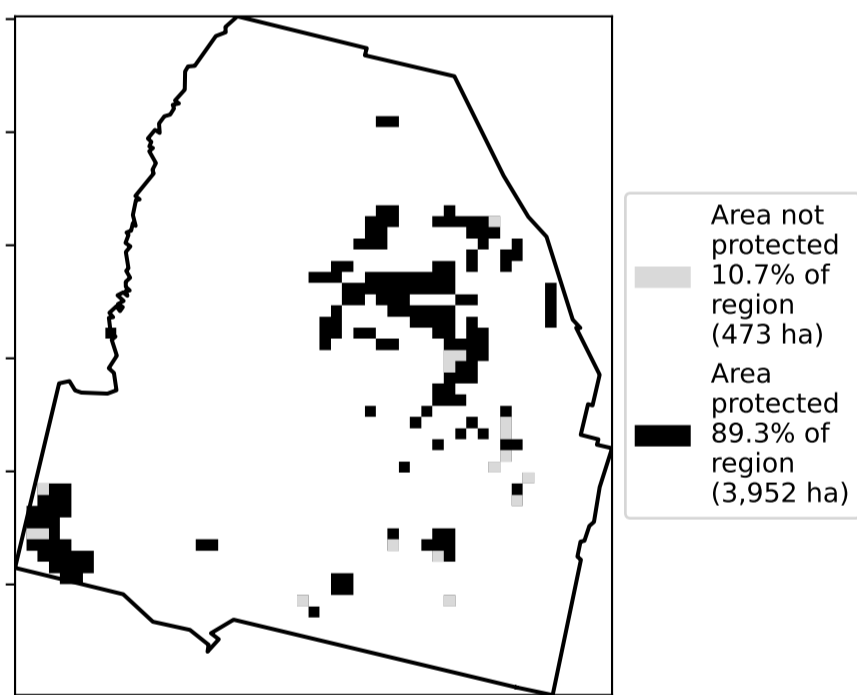 Area not
protected
10.7% of
region
(473 ha)
Area
protected
89.3% of
region
(3,952 ha)